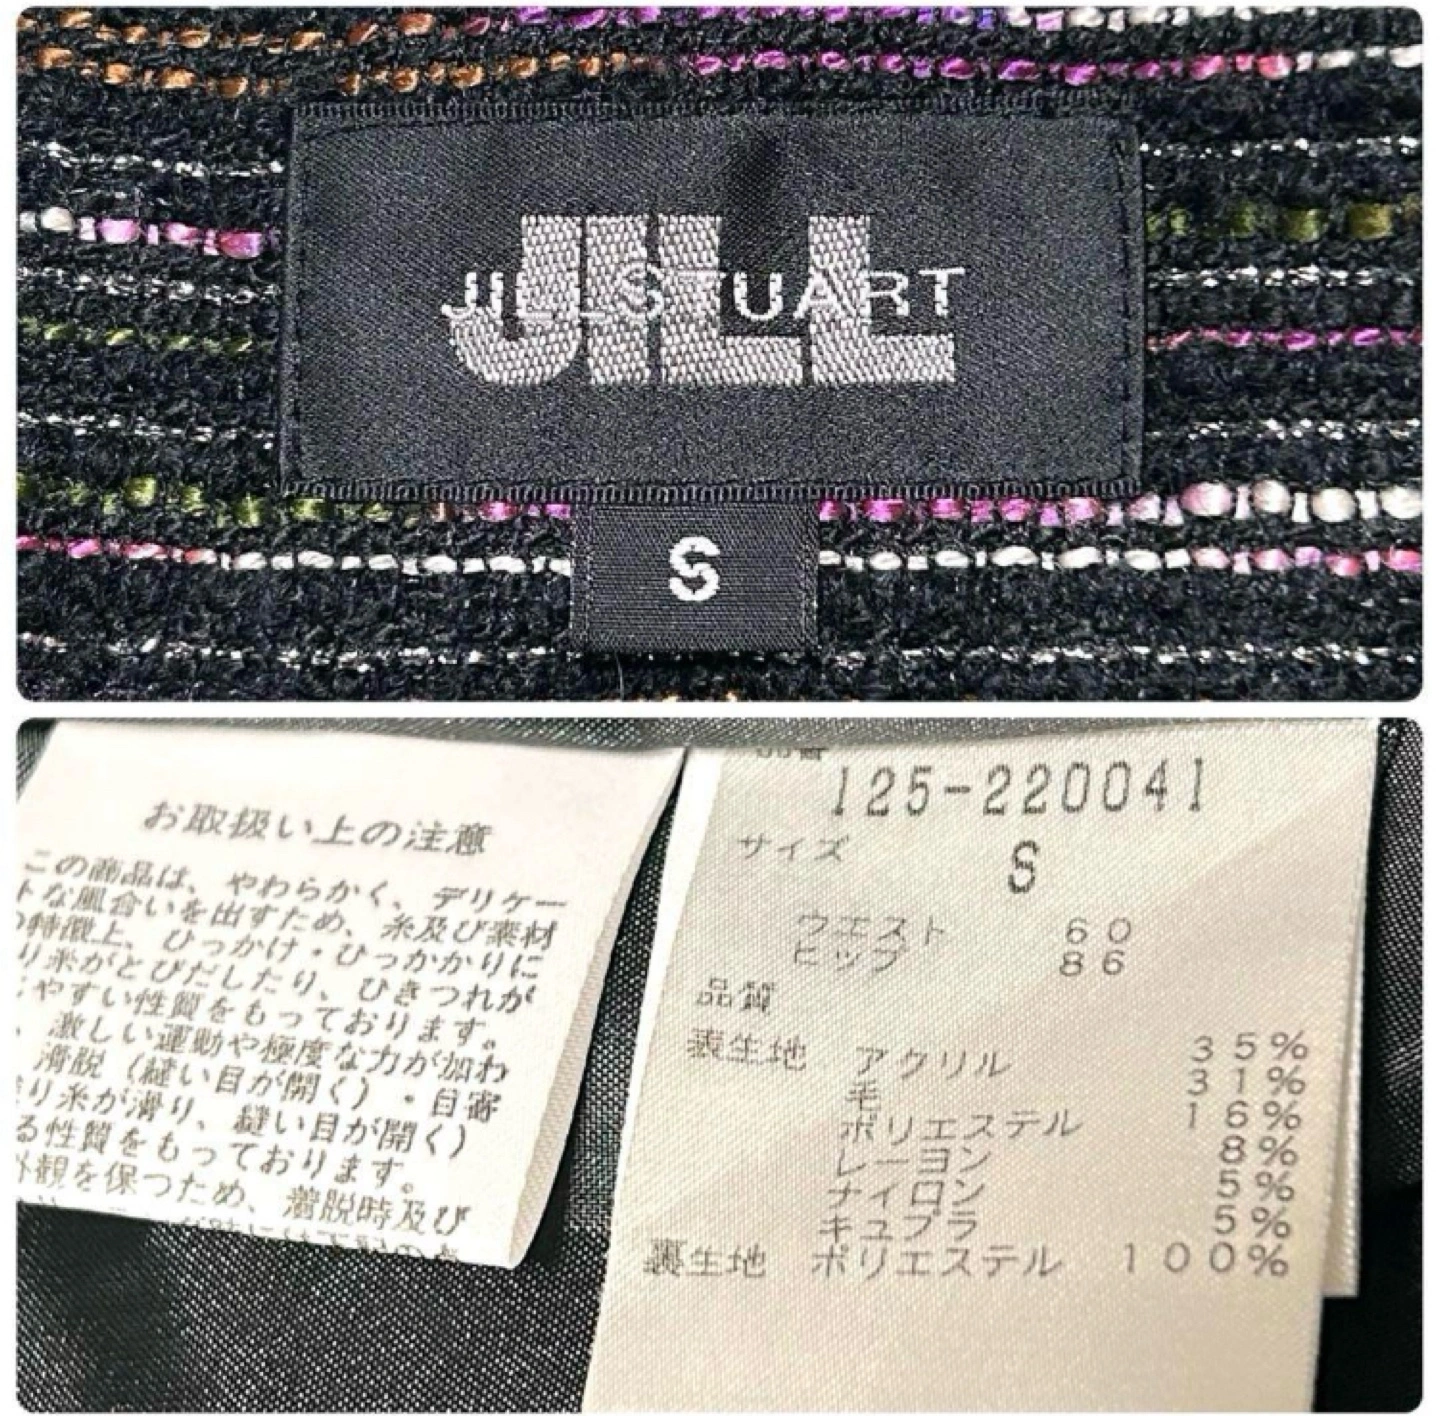 JILL
JILLSTUART
S
お取扱い上の注意
この商品は、やわらかく、デリケー
トな風合いを出すため、糸及び素材
の特徴上、ひっかけ・ひっかかりに
り糸がとびだしたり、ひきつれが
じやすい性質をもっております。
、激しい運動や極度な力が加わ
滑脱(縫い目が開く)・目寄
り糸が滑り、縫い目が開く)
る性質をもっております。
外観を保つため、着脱時及び
品番
125-220041
サイズ S
ウエスト 60
ヒップ 86
品質
表生地 アクリル 35%
毛 31%
ポリエステル 16%
レーヨン 8%
ナイロン 5%
キュプラ 5%
裏生地 ポリエステル 100%